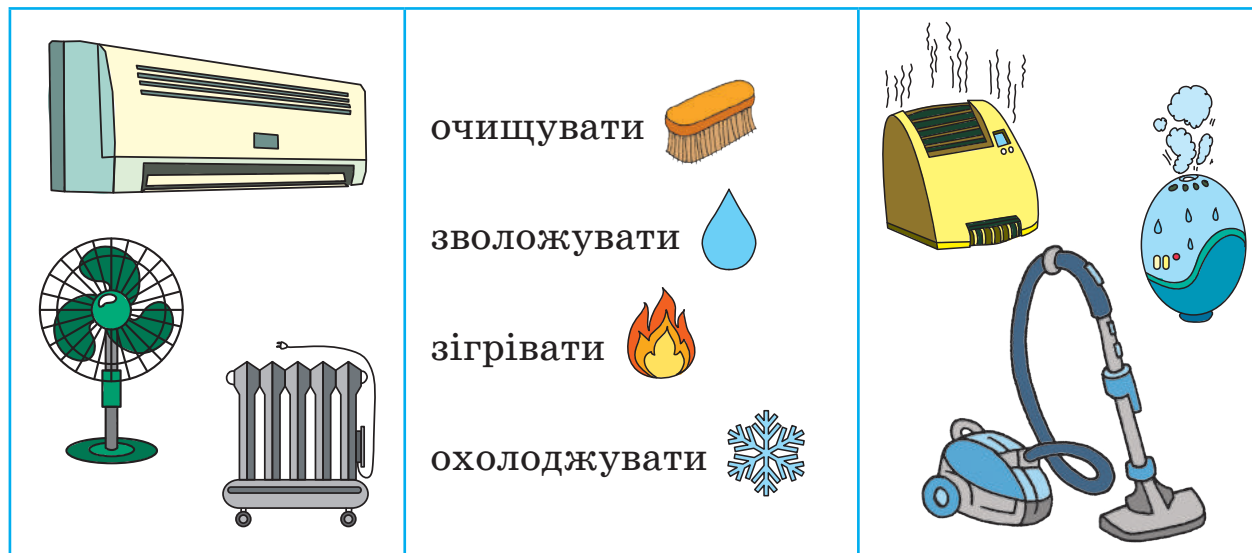 очищувати
зволожувати
зігрівати
охолоджувати